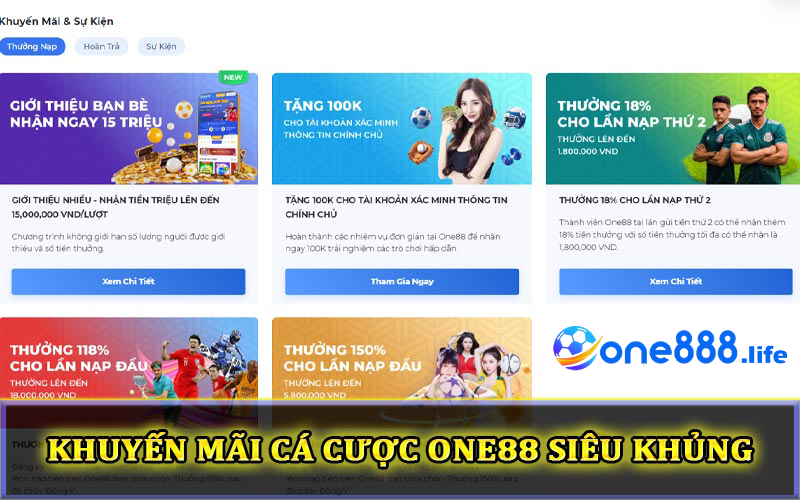 Khuyến Mãi & Sự Kiện
Thưởng Nạp
Hoàn Trả
Sự Kiện
NEW
GIỚI THIỆU BẠN BÈ
NHẬN NGAY 15 TRIỆU
GIỚI THIỆU NHIỀU - NHẬN TIỀN TRIỆU LÊN ĐẾN
15,000,000 VND/LƯỢT
Chương trình không giới hạn số lượng người được giới
thiệu và số tiền thưởng.
Xem Chi Tiết
TẶNG 100K
CHO TÀI KHOẢN XÁC MINH
THÔNG TIN CHÍNH CHỦ
TẶNG 100K CHO TÀI KHOẢN XÁC MINH THÔNG TIN
CHÍNH CHỦ
Hoàn thành các nhiệm vụ đơn giản tại One88 để nhận
ngay 100K trải nghiệm các trò chơi hấp dẫn.
Tham Gia Ngay
THƯỞNG 18%
CHO LẦN NẠP THỨ 2
THƯỞNG LÊN ĐẾN
1.800.000 VND
THƯỞNG 18% CHO LẦN NẠP THỨ 2
Thành viên One88 tại lần gửi tiền thứ 2 có thể nhận thêm
18% tiền thưởng với số tiền thưởng tối đa có thể nhận là
1,800,000 VND.
Xem Chi Tiết
THƯỞNG 118%
CHO LẦN NẠP ĐẦU
THƯỞNG LÊN ĐẾN
18.000.000 VND
THƯỞNG 150%
CHO LẦN NẠP ĐẦU
THƯỞNG LÊN ĐẾN
5.800.000 VND
one888.life
KHUYẾN MÃI CÁ CƯỢC ONE88 SIÊU KHỦNG